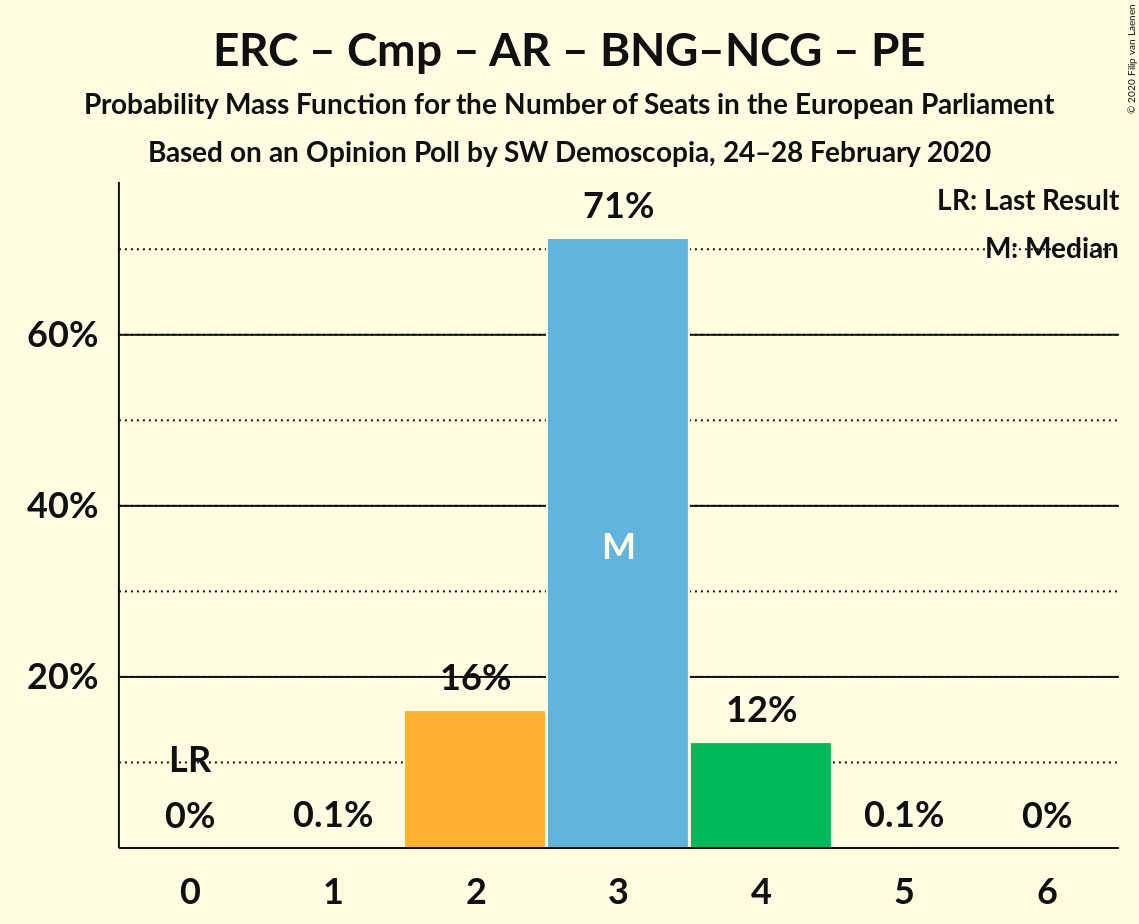 ERC – Cmp – AR – BNG–NCG – PE
Probability Mass Function for the Number of Seats in the European Parliament
Based on an Opinion Poll by SW Demoscopia, 24–28 February 2020
© 2020 Filip van Laenen
LR: Last Result
M: Median
71%
60%
40%
M
20%
16%
12%
LR
0%
0.1%
0.1%
0%
0
1
2
3
4
5
6